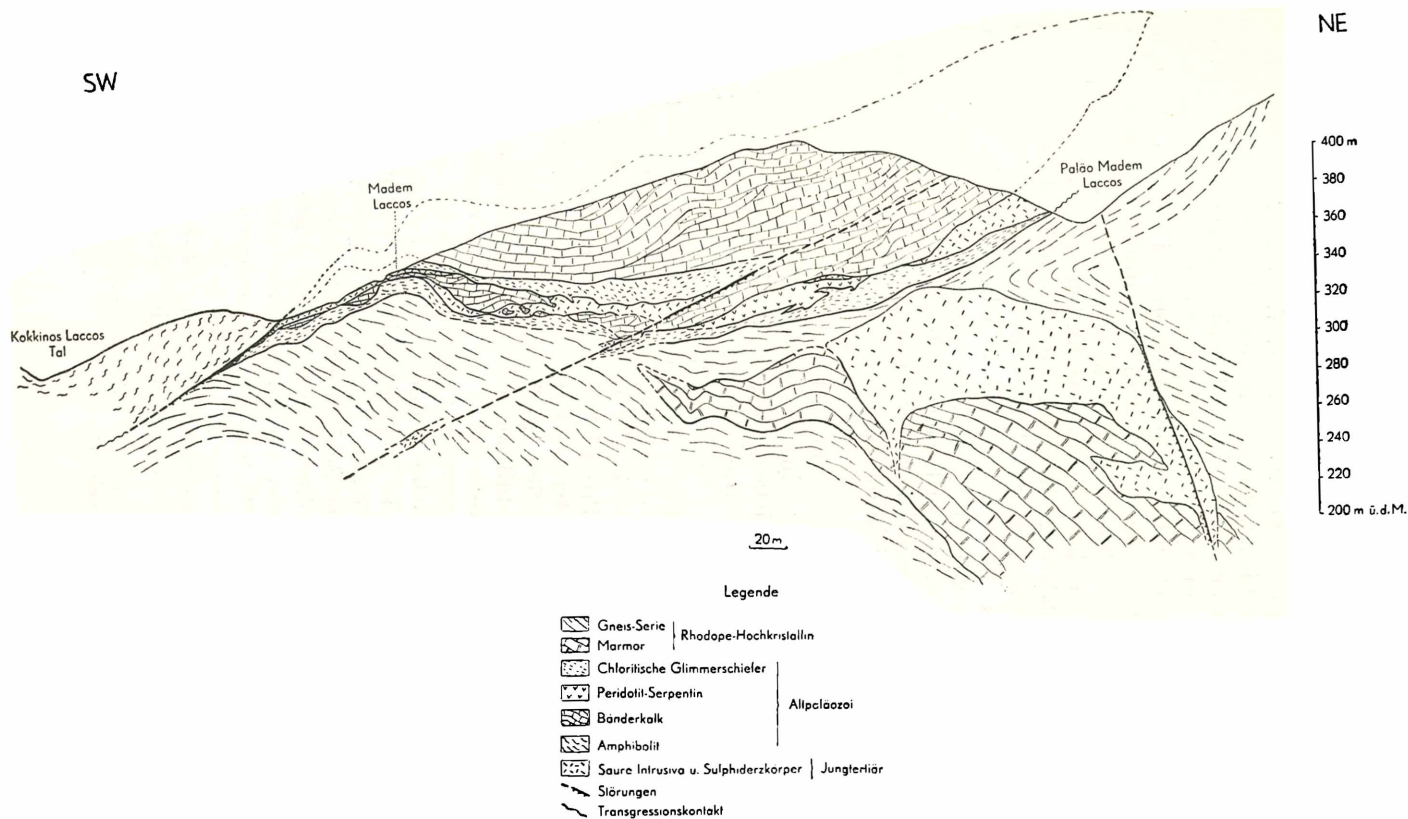 NE
SW
400 m
Paläo Madem
Laccos
380
Madem
Laccos
360
340
320
Kokkinos Laccos
Tal
300
280
260
240
220
200 m ü.d.M.
20 m
Legende
Gneis-Serie
Rhodope-Hochkristallin
Marmor
Chloritische Glimmerschiefer
Peridotit-Serpentin
Altpaläozoi
Bänderkalk
Amphibolit
Saure Intrusiva u. Sulphiderzkörper
Jungtertiär
Störungen
Transgressionskontakt